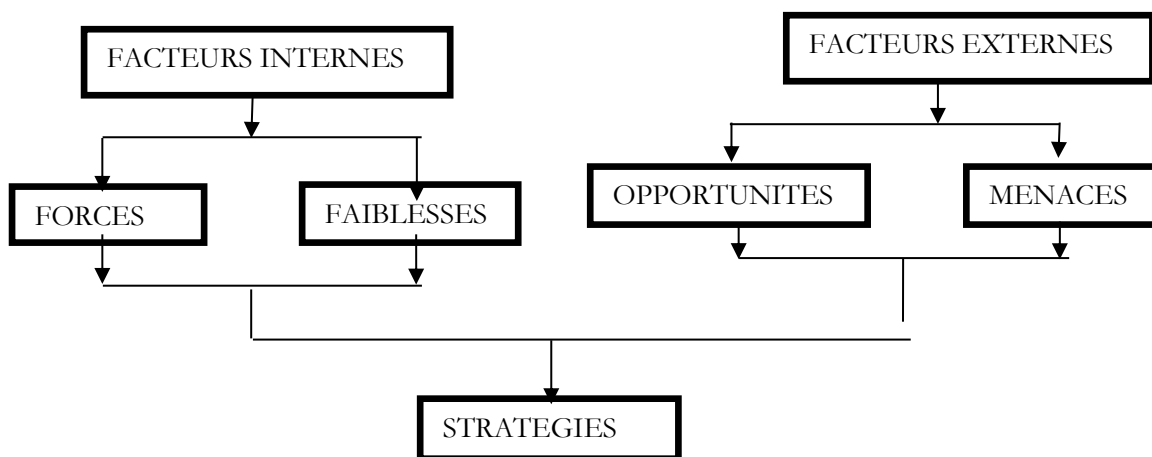 FACTEURS INTERNES
FACTEURS EXTERNES
FORCES
FAIBLESSES
OPPORTUNITES
MENACES
STRATEGIES